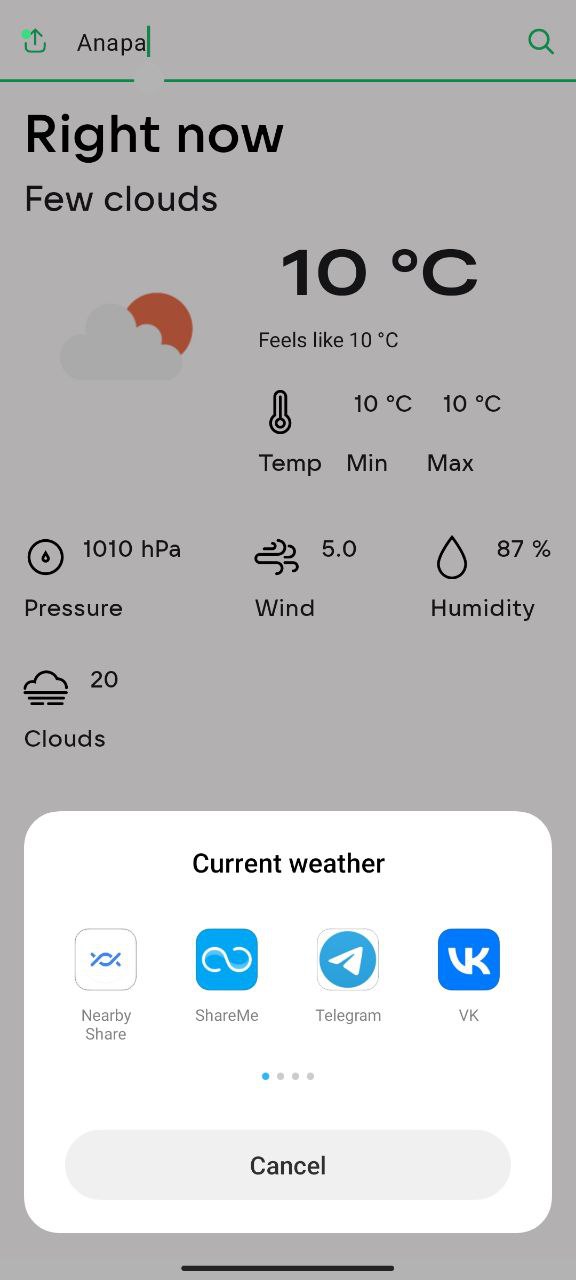 Anapa
Right now
Few clouds
10 °C
Feels like 10 °C
10 °C 10 °C
Temp Min Max
1010 hPa 5.0 87 %
Pressure Wind Humidity
20
Clouds
Current weather
Nearby Share ShareMe Telegram VK
Cancel